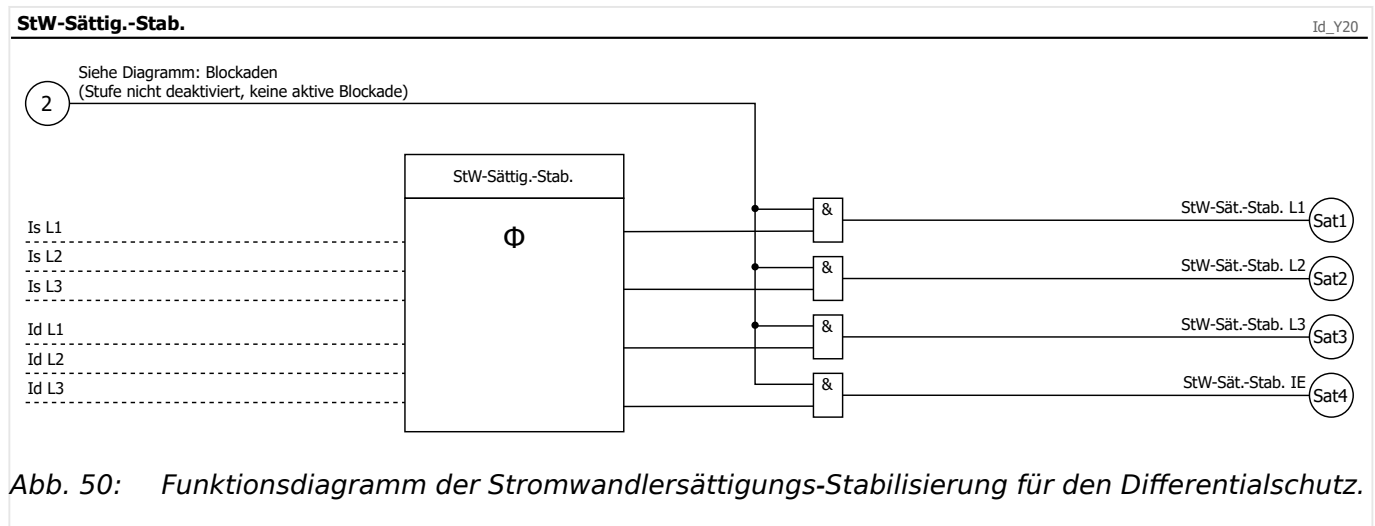 StW-Sättig.-Stab.
Id_Y20
Siehe Diagramm: Blockaden
(Stufe nicht deaktiviert, keine aktive Blockade)
2
StW-Sättig.-Stab.
Φ
Is L1
Is L2
Is L3
Id L1
Id L2
Id L3
&
StW-Sät.-Stab. L1
Sat1
&
StW-Sät.-Stab. L2
Sat2
&
StW-Sät.-Stab. L3
Sat3
&
StW-Sät.-Stab. IE
Sat4
Abb. 50: Funktionsdiagramm der Stromwandlersättigungs-Stabilisierung für den Differentialschutz.